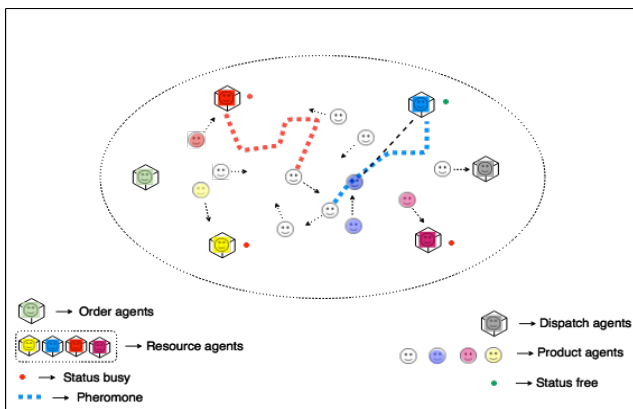 Order agents
Resource agents
Status busy
Pheromone
Dispatch agents
Product agents
Status free